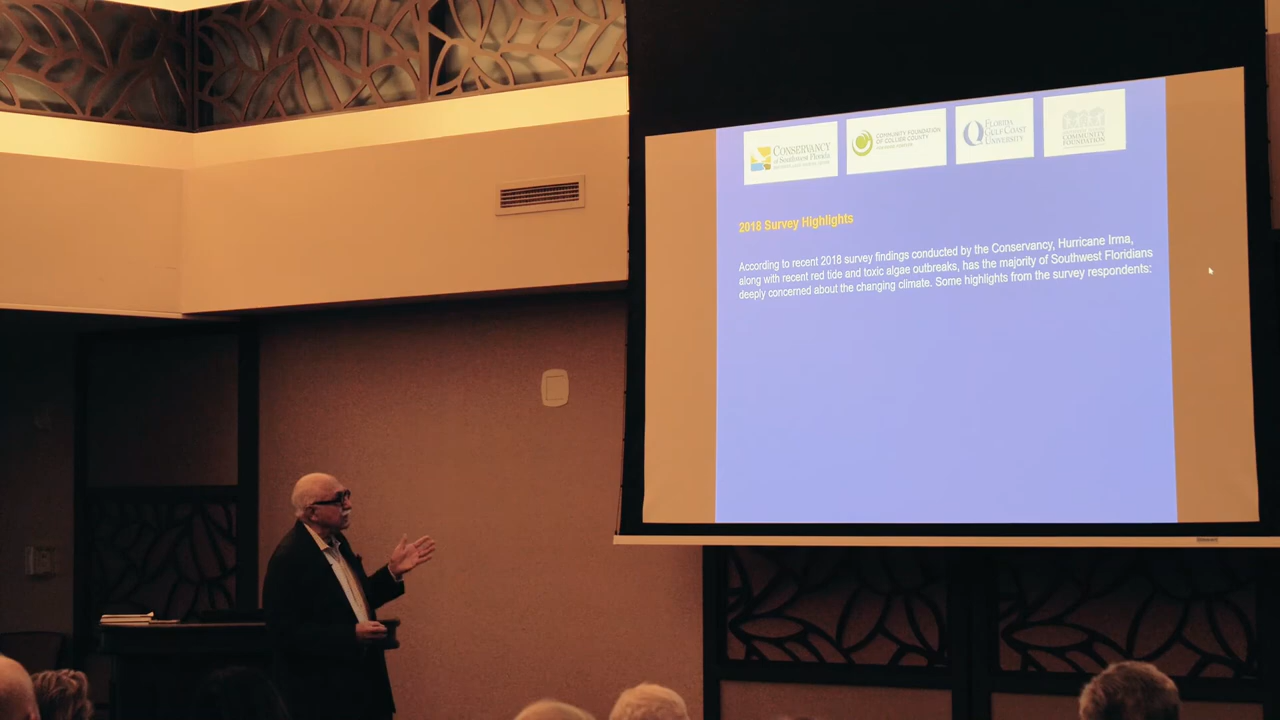 CONSERVANCY
of Southwest Florida
COMMUNITY FOUNDATION
OF COLLIER COUNTY
FLORIDA
GULF COAST
UNIVERSITY
COMMUNITY
FOUNDATION
2018 Survey Highlights
According to recent 2018 survey findings conducted by the Conservancy, Hurricane Irma,
along with recent red tide and toxic algae outbreaks, has the majority of Southwest Floridians
deeply concerned about the changing climate. Some highlights from the survey respondents: